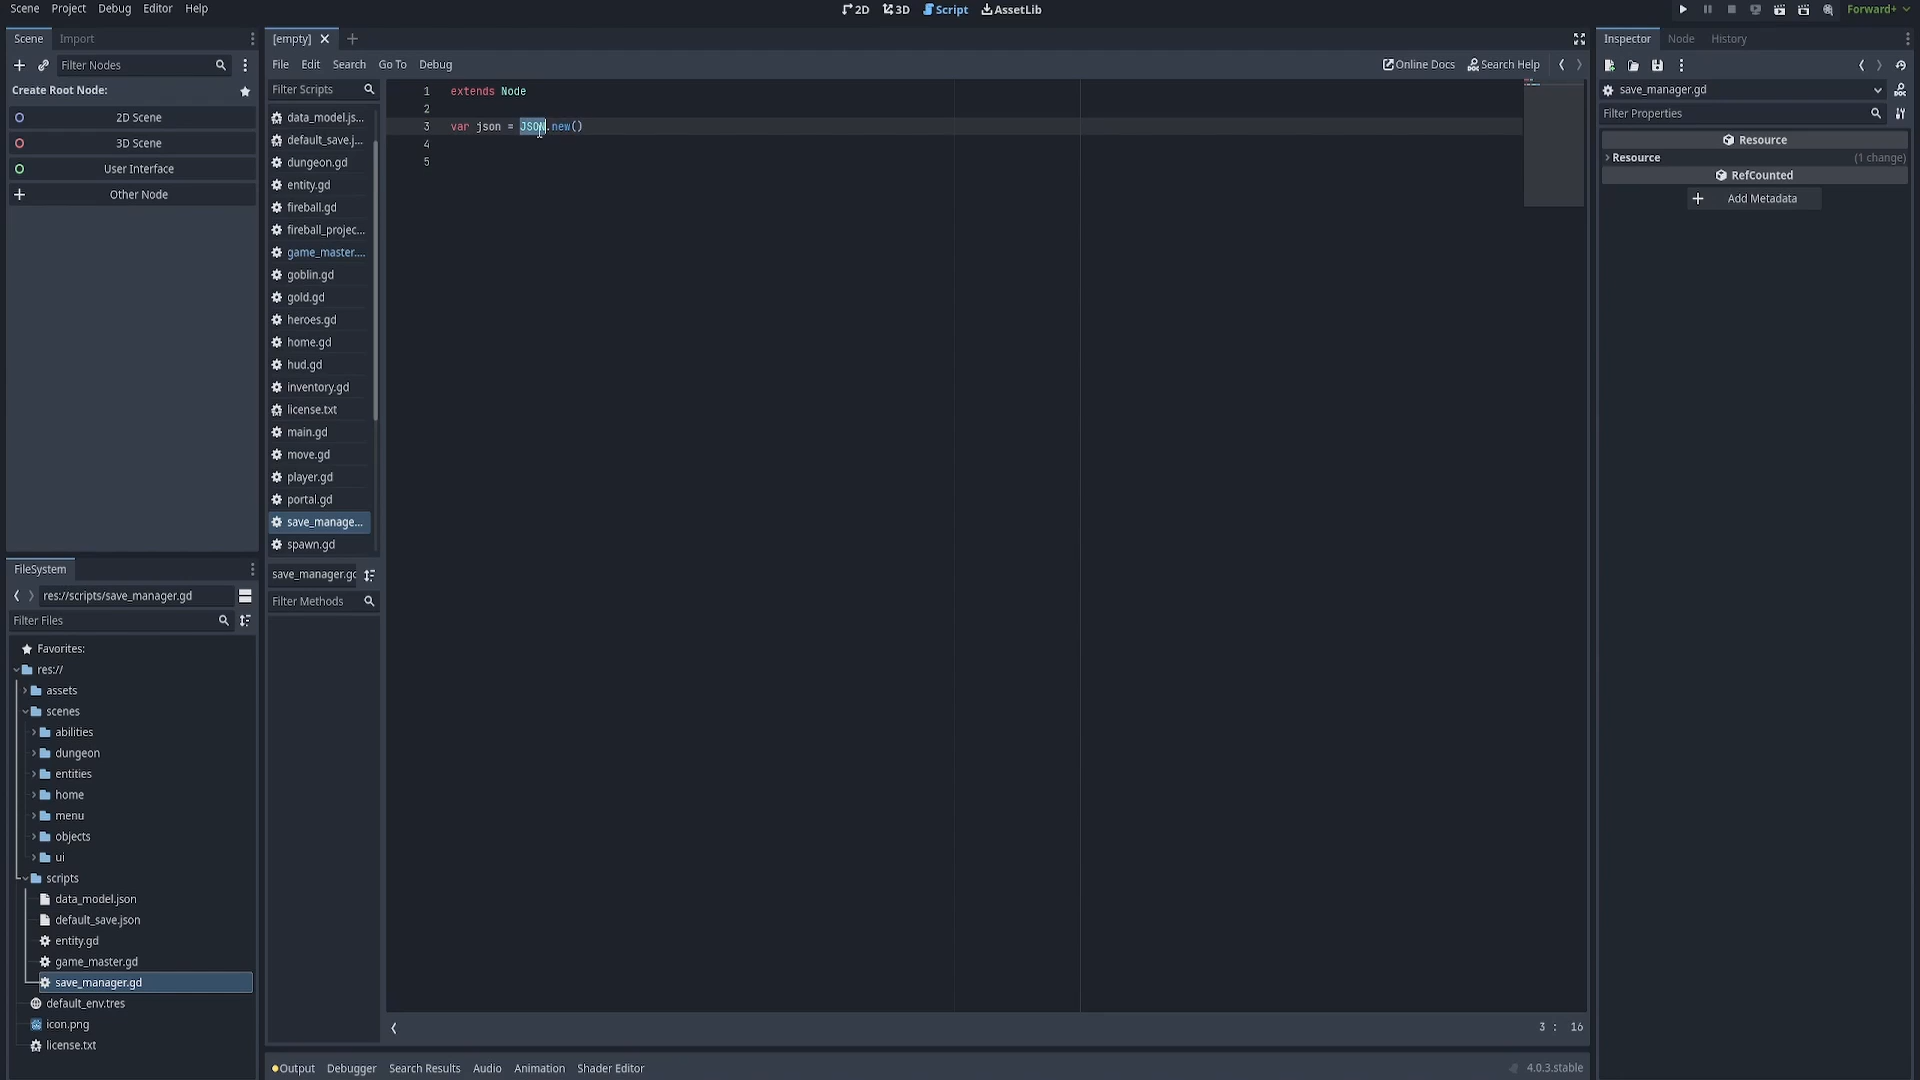 Scene Project Debug Editor Help
2D 3D Script AssetLib
Forward+
Scene Import
Filter Nodes
Create Root Node:
2D Scene
3D Scene
User Interface
Other Node
FileSystem
res://scripts/save_manager.gd
Filter Files
Favorites:
res://
assets
scenes
abilities
dungeon
entities
home
menu
objects
ui
scripts
data_model.json
default_save.json
entity.gd
game_master.gd
save_manager.gd
default_env.tres
icon.png
license.txt
[empty]
File Edit Search Go To Debug
Online Docs Search Help
Filter Scripts
data_model.js...
default_save.j...
dungeon.gd
entity.gd
fireball.gd
fireball_projec...
game_master....
goblin.gd
gold.gd
heroes.gd
home.gd
hud.gd
inventory.gd
license.txt
main.gd
move.gd
player.gd
portal.gd
save_manage...
spawn.gd
save_manager.gd
Filter Methods
1 extends Node
2
3 var json = JSON.new()
4
5
3 : 16
Output Debugger Search Results Audio Animation Shader Editor
4.0.3.stable
Inspector Node History
save_manager.gd
Filter Properties
Resource
Resource (1 change)
RefCounted
Add Metadata